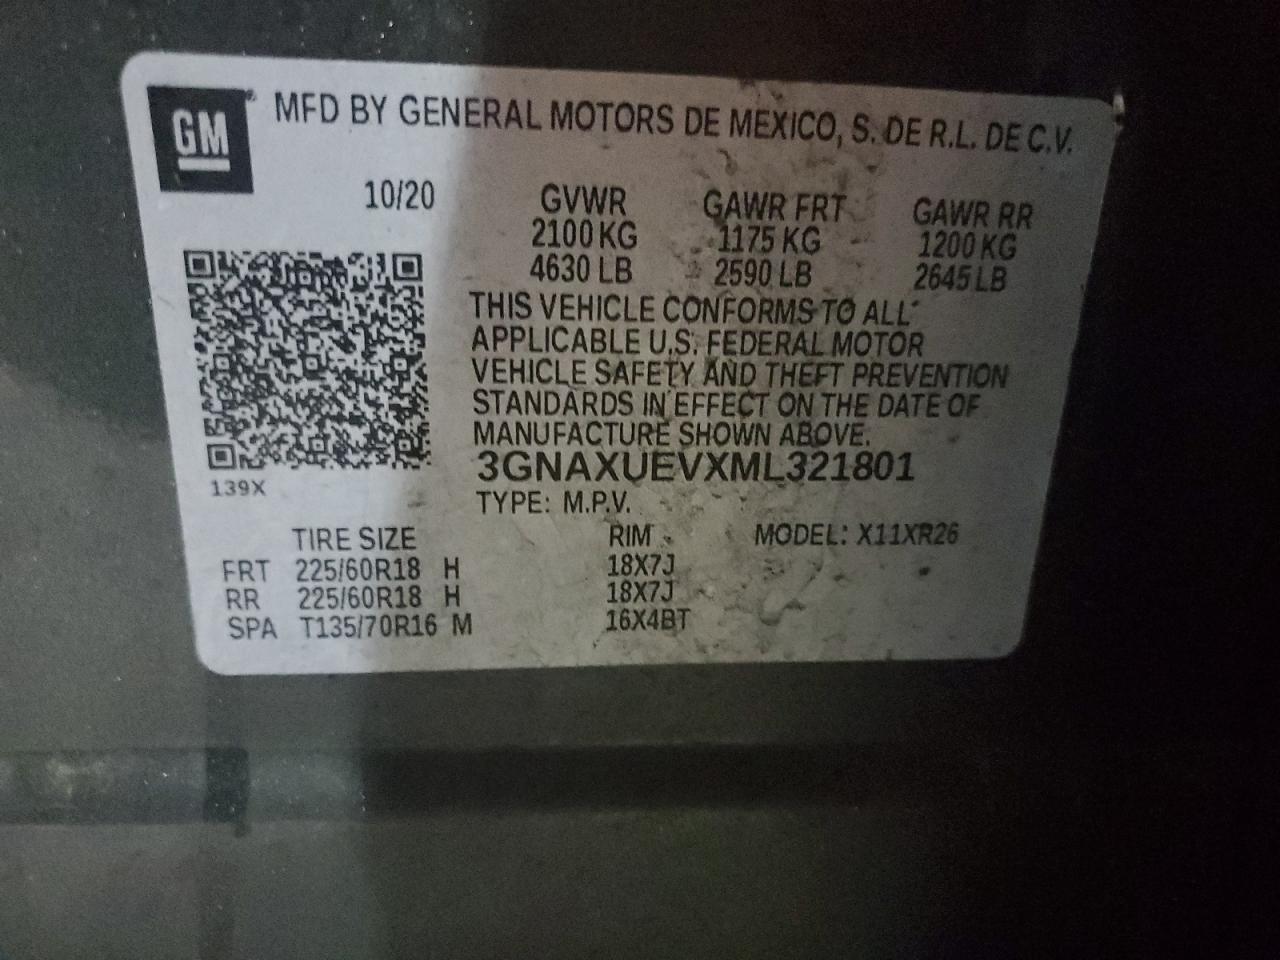 GM
MFD BY GENERAL MOTORS DE MEXICO, S. DE R.L. DE C.V.
10/20 GVWR GAWR FRT GAWR RR
2100 KG 1175 KG 1200 KG
4630 LB 2590 LB 2645 LB
THIS VEHICLE CONFORMS TO ALL
APPLICABLE U.S. FEDERAL MOTOR
VEHICLE SAFETY AND THEFT PREVENTION
STANDARDS IN EFFECT ON THE DATE OF
MANUFACTURE SHOWN ABOVE.
3GNAXUEVXML321801
139X
TYPE: M.P.V.
TIRE SIZE RIM MODEL: X11XR26
FRT 225/60R18 H 18X7J
RR 225/60R18 H 18X7J
SPA T135/70R16 M 16X4BT